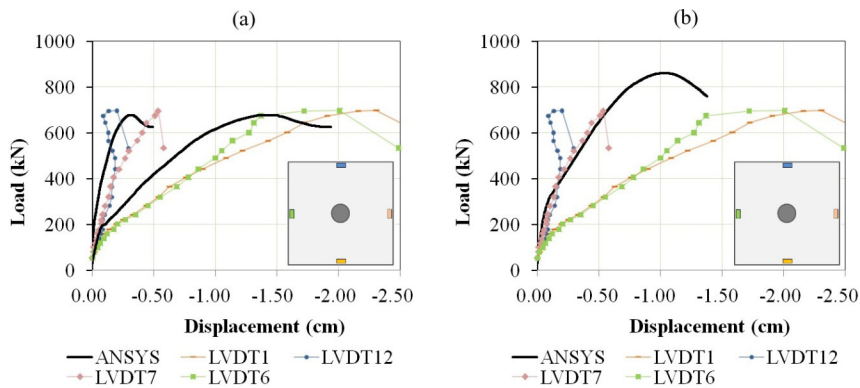 (a)
(b)
1000
800
600
400
200
0
Load (kN)
0.00 -0.50 -1.00 -1.50 -2.00 -2.50
Displacement (cm)
ANSYS LVDT1 LVDT12
LVDT7 LVDT6
1000
800
600
400
200
0
Load (kN)
0.00 -0.50 -1.00 -1.50 -2.00 -2.50
Displacement (cm)
ANSYS LVDT1 LVDT12
LVDT7 LVDT6